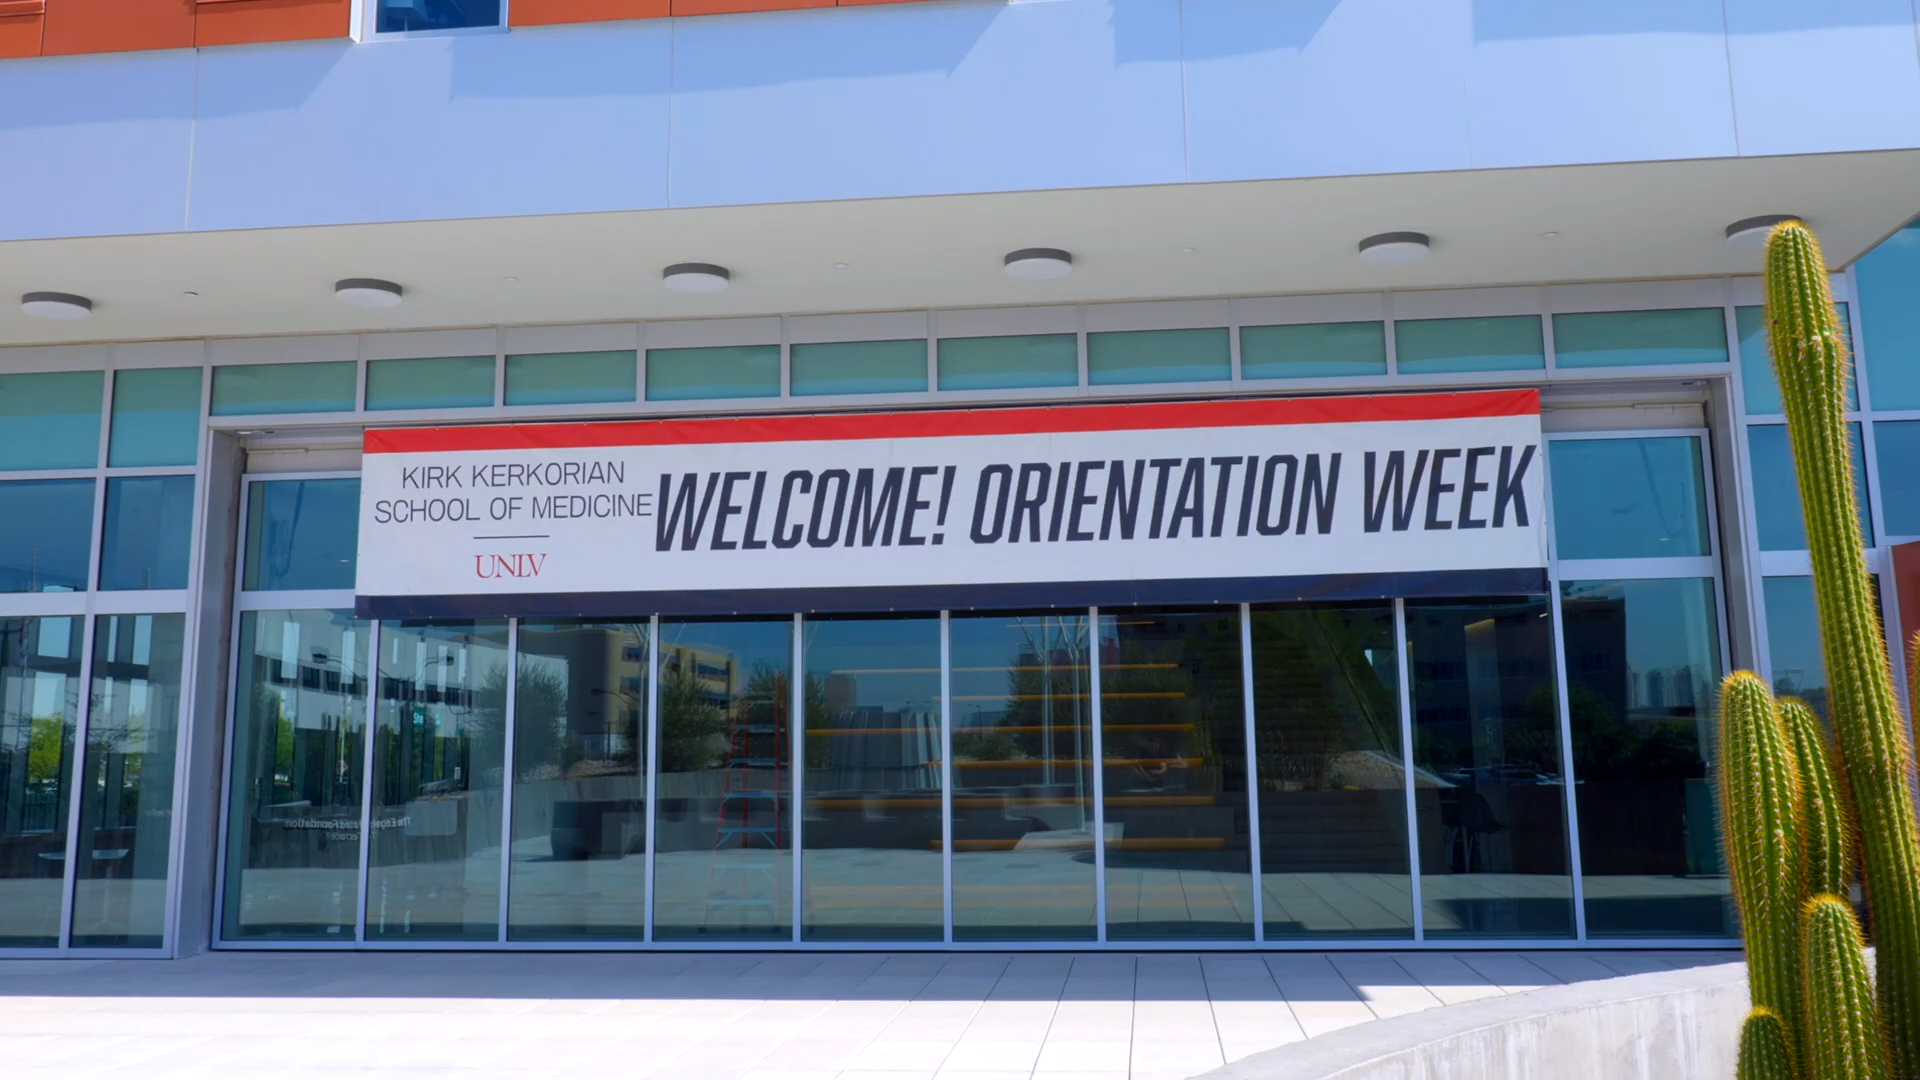 KIRK KERKORIAN
SCHOOL OF MEDICINE
UNLV
WELCOME! ORIENTATION WEEK